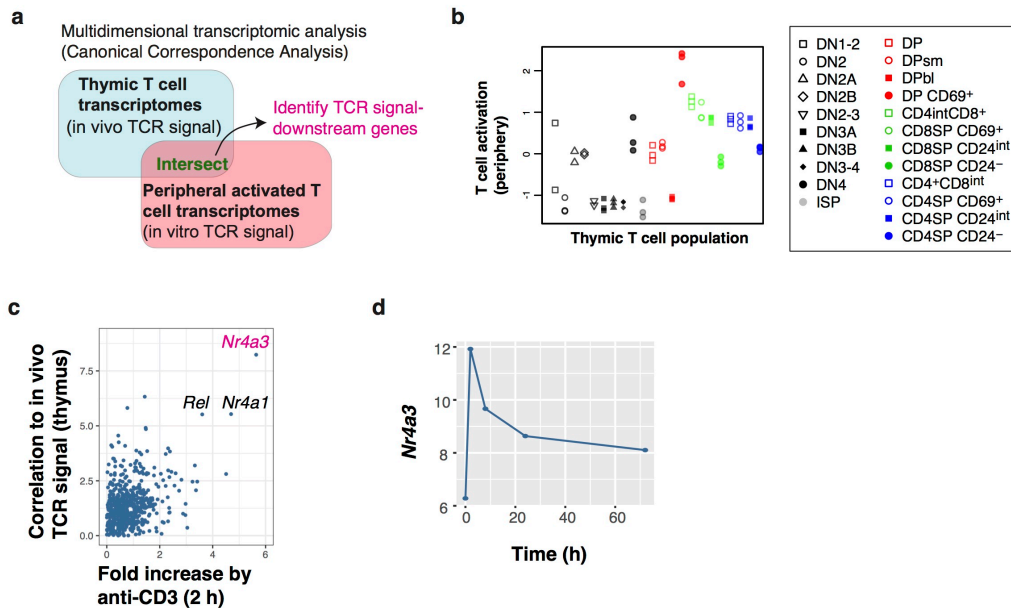 a
Multidimensional transcriptomic analysis
(Canonical Correspondence Analysis)
Thymic T cell
transcriptomes
(in vivo TCR signal)
Identify TCR signal-
downstream genes
Intersect
Peripheral activated T
cell transcriptomes
(in vitro TCR signal)
b
T cell activation
(periphery)
2
1
0
-1
Thymic T cell population
DN1-2
DN2
DN2A
DN2B
DN2-3
DN3A
DN3B
DN3-4
DN4
ISP
DP
DPsm
DPbl
DP CD69+
CD4intCD8+
CD8SP CD69+
CD8SP CD24int
CD8SP CD24−
CD4+CD8int
CD4SP CD69+
CD4SP CD24int
CD4SP CD24−
c
Correlation to in vivo
TCR signal (thymus)
7.5
5.0
2.5
0.0
Nr4a3
Rel Nr4a1
0 2 4 6
Fold increase by
anti-CD3 (2 h)
d
Nr4a3
12
10
8
6
0 20 40 60
Time (h)